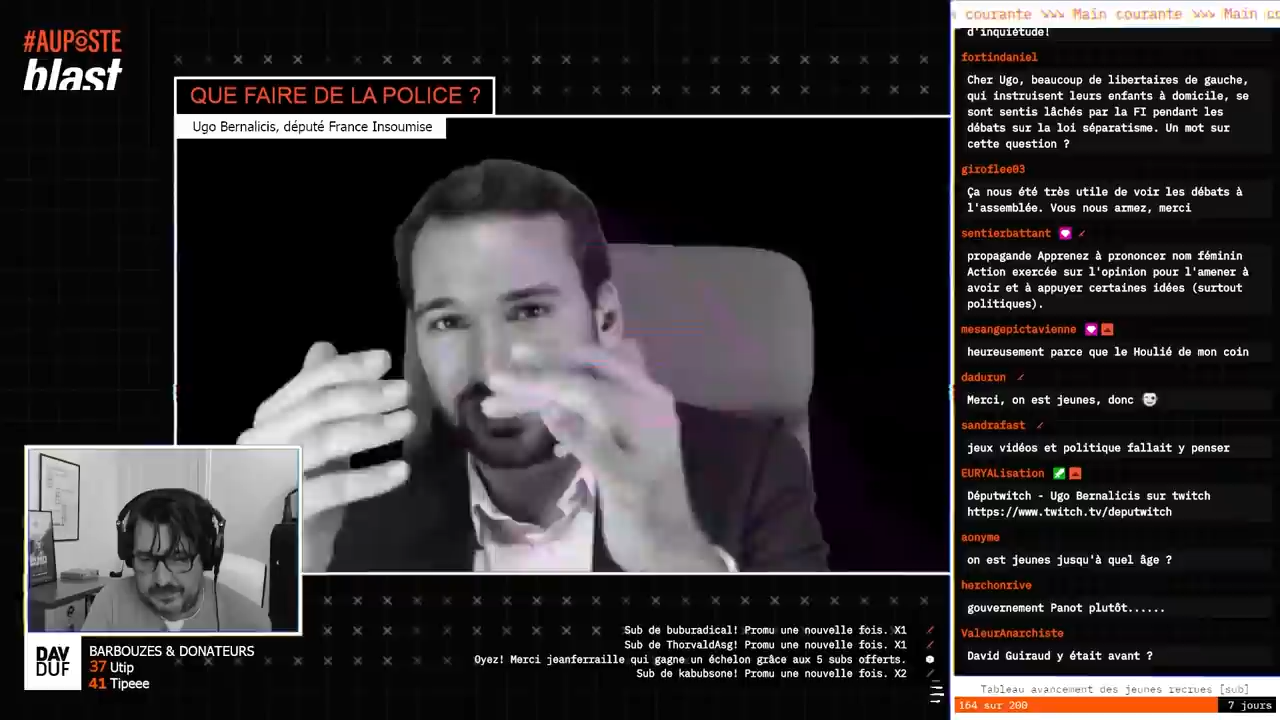 #AUPOSTE
blast
QUE FAIRE DE LA POLICE ?
Ugo Bernalicis, député France Insoumise
DAV
DUF
BARBOUZES & DONATEURS
37 Utip
41 Tipeee
Sub de buburadical! Promu une nouvelle fois. X1
Sub de ThorvaldAsg! Promu une nouvelle fois. X1
Oyez! Merci jeanferraille qui gagne un échelon grâce aux 5 subs offerts.
Sub de kabubsone! Promu une nouvelle fois. X2
courante >>> Main courante >>> Main c
d'inquiétude!
fortindaniel
Cher Ugo, beaucoup de libertaires de gauche,
qui instruisent leurs enfants à domicile, se
sont sentis lâchés par la FI pendant les
débats sur la loi séparatisme. Un mot sur
cette question ?
giroflee03
Ça nous été très utile de voir les débats à
l'assemblée. Vous nous armez, merci
sentierbattant
propagande Apprenez à prononcer nom féminin
Action exercée sur l'opinion pour l'amener à
avoir et à appuyer certaines idées (surtout
politiques).
mesangepictavienne
heureusement parce que le Houlié de mon coin
dadurun
Merci, on est jeunes, donc
sandrafast
jeux vidéos et politique fallait y penser
EURYALisation
Députwitch - Ugo Bernalicis sur twitch
https://www.twitch.tv/deputwitch
aonyme
on est jeunes jusqu'à quel âge ?
herchonrive
gouvernement Panot plutôt......
ValeurAnarchiste
David Guiraud y était avant ?
Tableau avancement des jeunes recrues [sub]
164 sur 200
7 jours